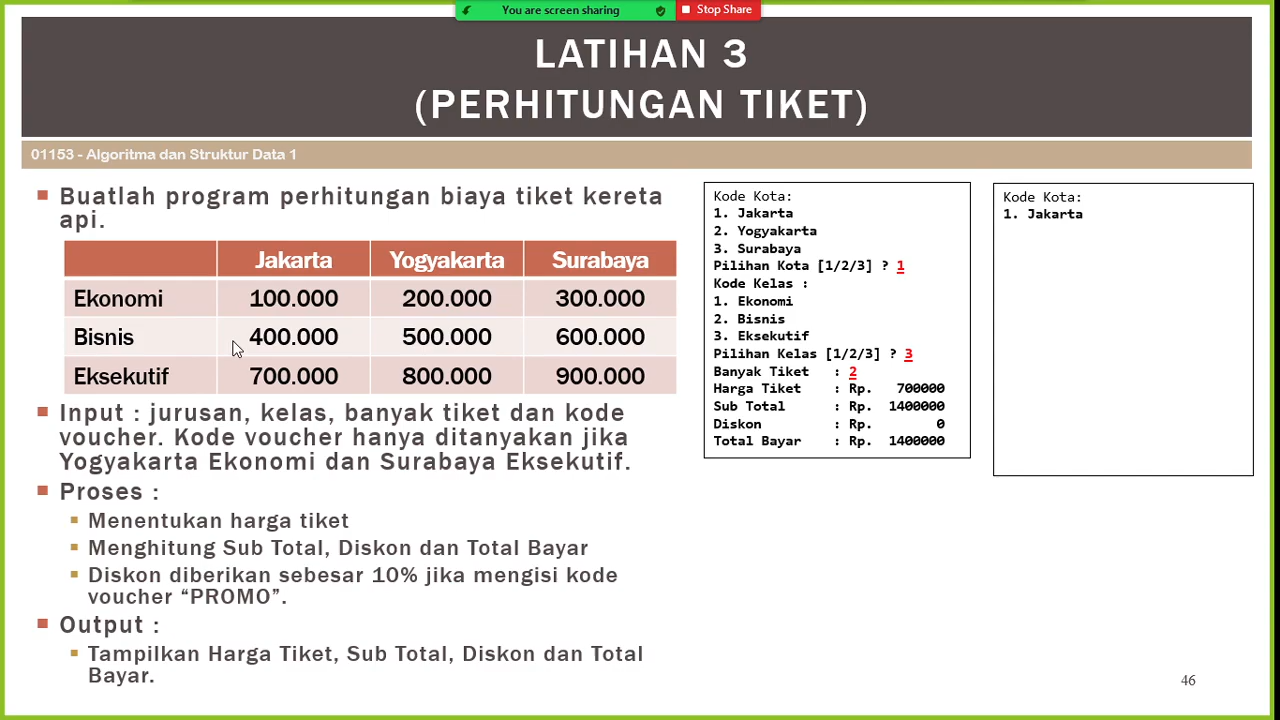 You are screen sharing
Stop Share
LATIHAN 3
(PERHITUNGAN TIKET)
01153 - Algoritma dan Struktur Data 1
Buatlah program perhitungan biaya tiket kereta
api.
Jakarta Yogyakarta Surabaya
Ekonomi 100.000 200.000 300.000
Bisnis 400.000 500.000 600.000
Eksekutif 700.000 800.000 900.000
Input : jurusan, kelas, banyak tiket dan kode
voucher. Kode voucher hanya ditanyakan jika
Yogyakarta Ekonomi dan Surabaya Eksekutif.
Proses :
Menentukan harga tiket
Menghitung Sub Total, Diskon dan Total Bayar
Diskon diberikan sebesar 10% jika mengisi kode
voucher “PROMO”.
Output :
Tampilkan Harga Tiket, Sub Total, Diskon dan Total
Bayar.
Kode Kota:
1. Jakarta
2. Yogyakarta
3. Surabaya
Pilihan Kota [1/2/3] ? 1
Kode Kelas :
1. Ekonomi
2. Bisnis
3. Eksekutif
Pilihan Kelas [1/2/3] ? 3
Banyak Tiket : 2
Harga Tiket : Rp. 700000
Sub Total : Rp. 1400000
Diskon : Rp. 0
Total Bayar : Rp. 1400000
Kode Kota:
1. Jakarta
46